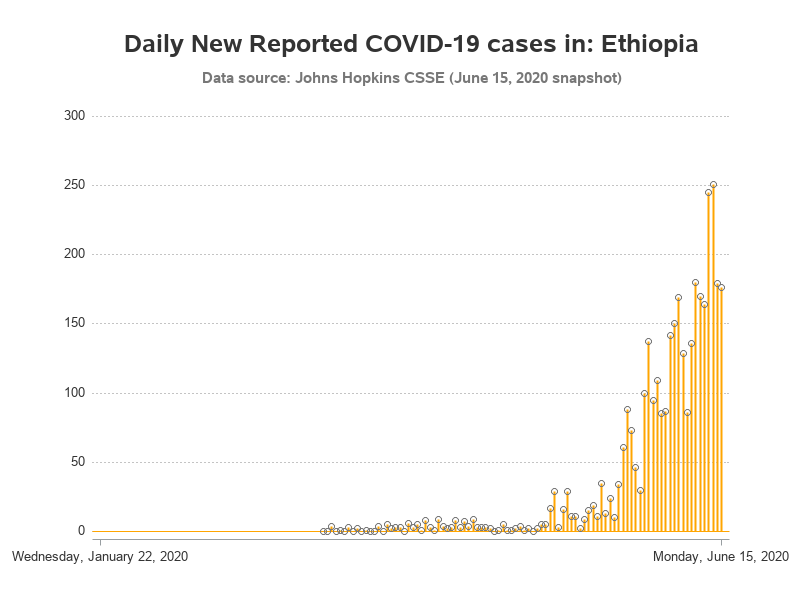 Daily New Reported COVID-19 cases in: Ethiopia
Data source: Johns Hopkins CSSE (June 15, 2020 snapshot)
300
250
200
150
100
50
0
Wednesday, January 22, 2020
Monday, June 15, 2020